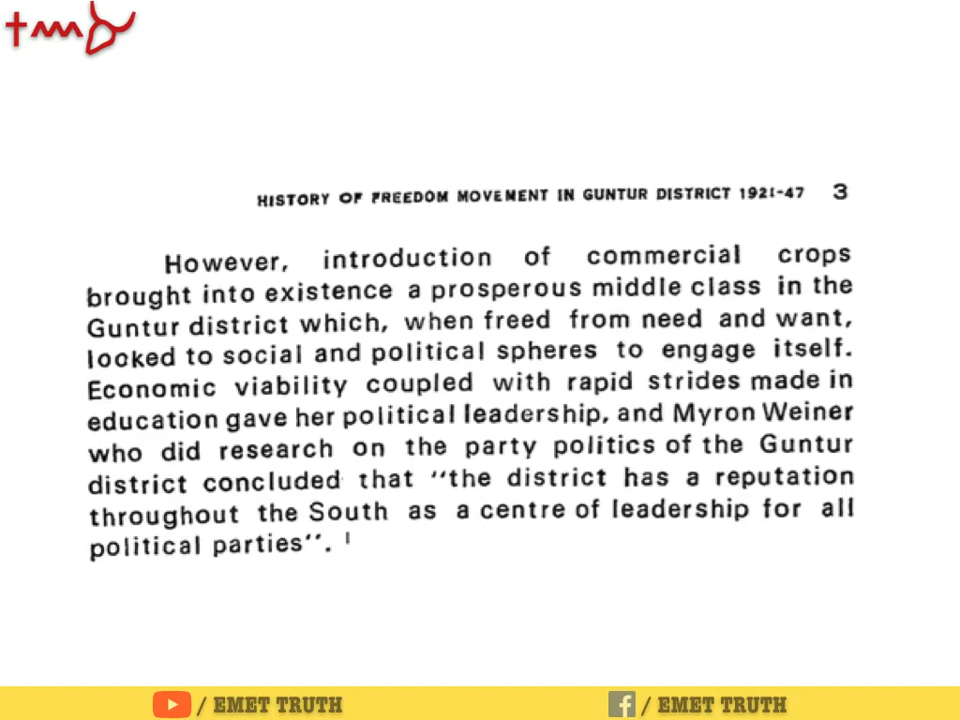 HISTORY OF FREEDOM MOVEMENT IN GUNTUR DISTRICT 1921-47 3
However, introduction of commercial crops
brought into existence a prosperous middle class in the
Guntur district which, when freed from need and want,
looked to social and political spheres to engage itself.
Economic viability coupled with rapid strides made in
education gave her political leadership, and Myron Weiner
who did research on the party politics of the Guntur
district concluded that "the district has a reputation
throughout the South as a centre of leadership for all
political parties". 1
/ EMET TRUTH / EMET TRUTH